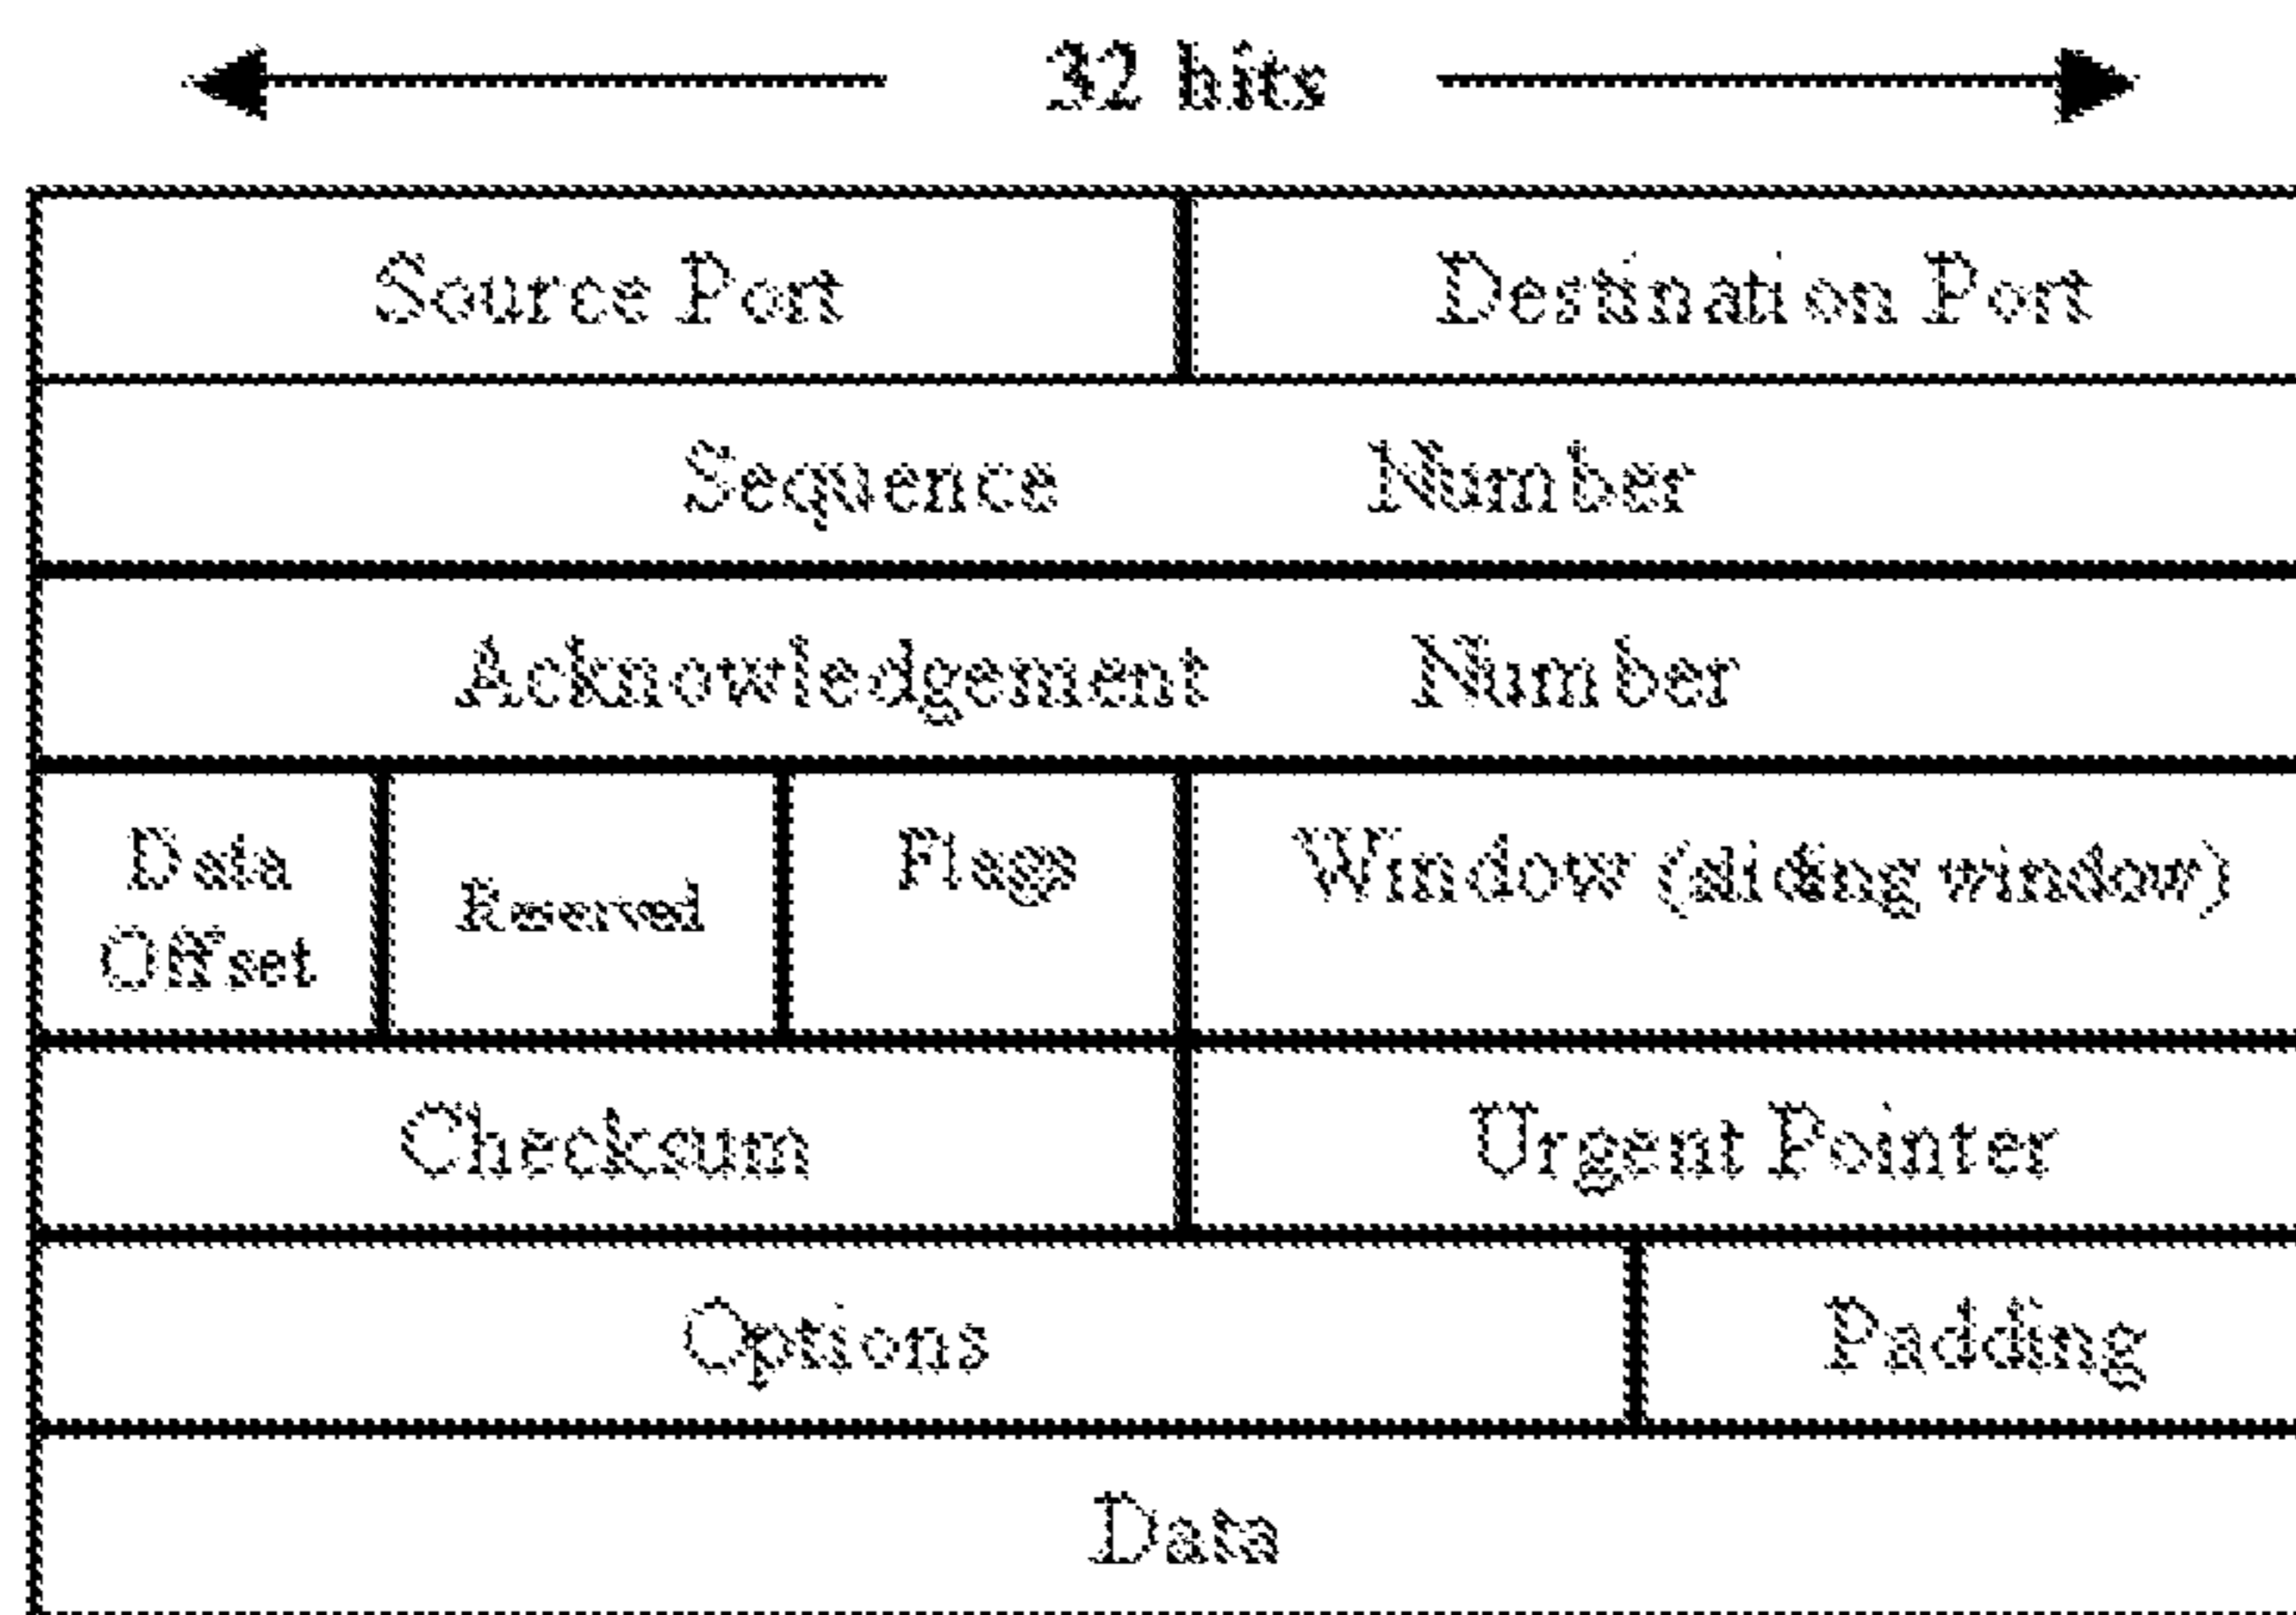 32 bits
Source Port Destination Port
Sequence Number
Acknowledgement Number
Data Offset Reserved Flags Window (sliding window)
Checksum Urgent Pointer
Options Padding
Data